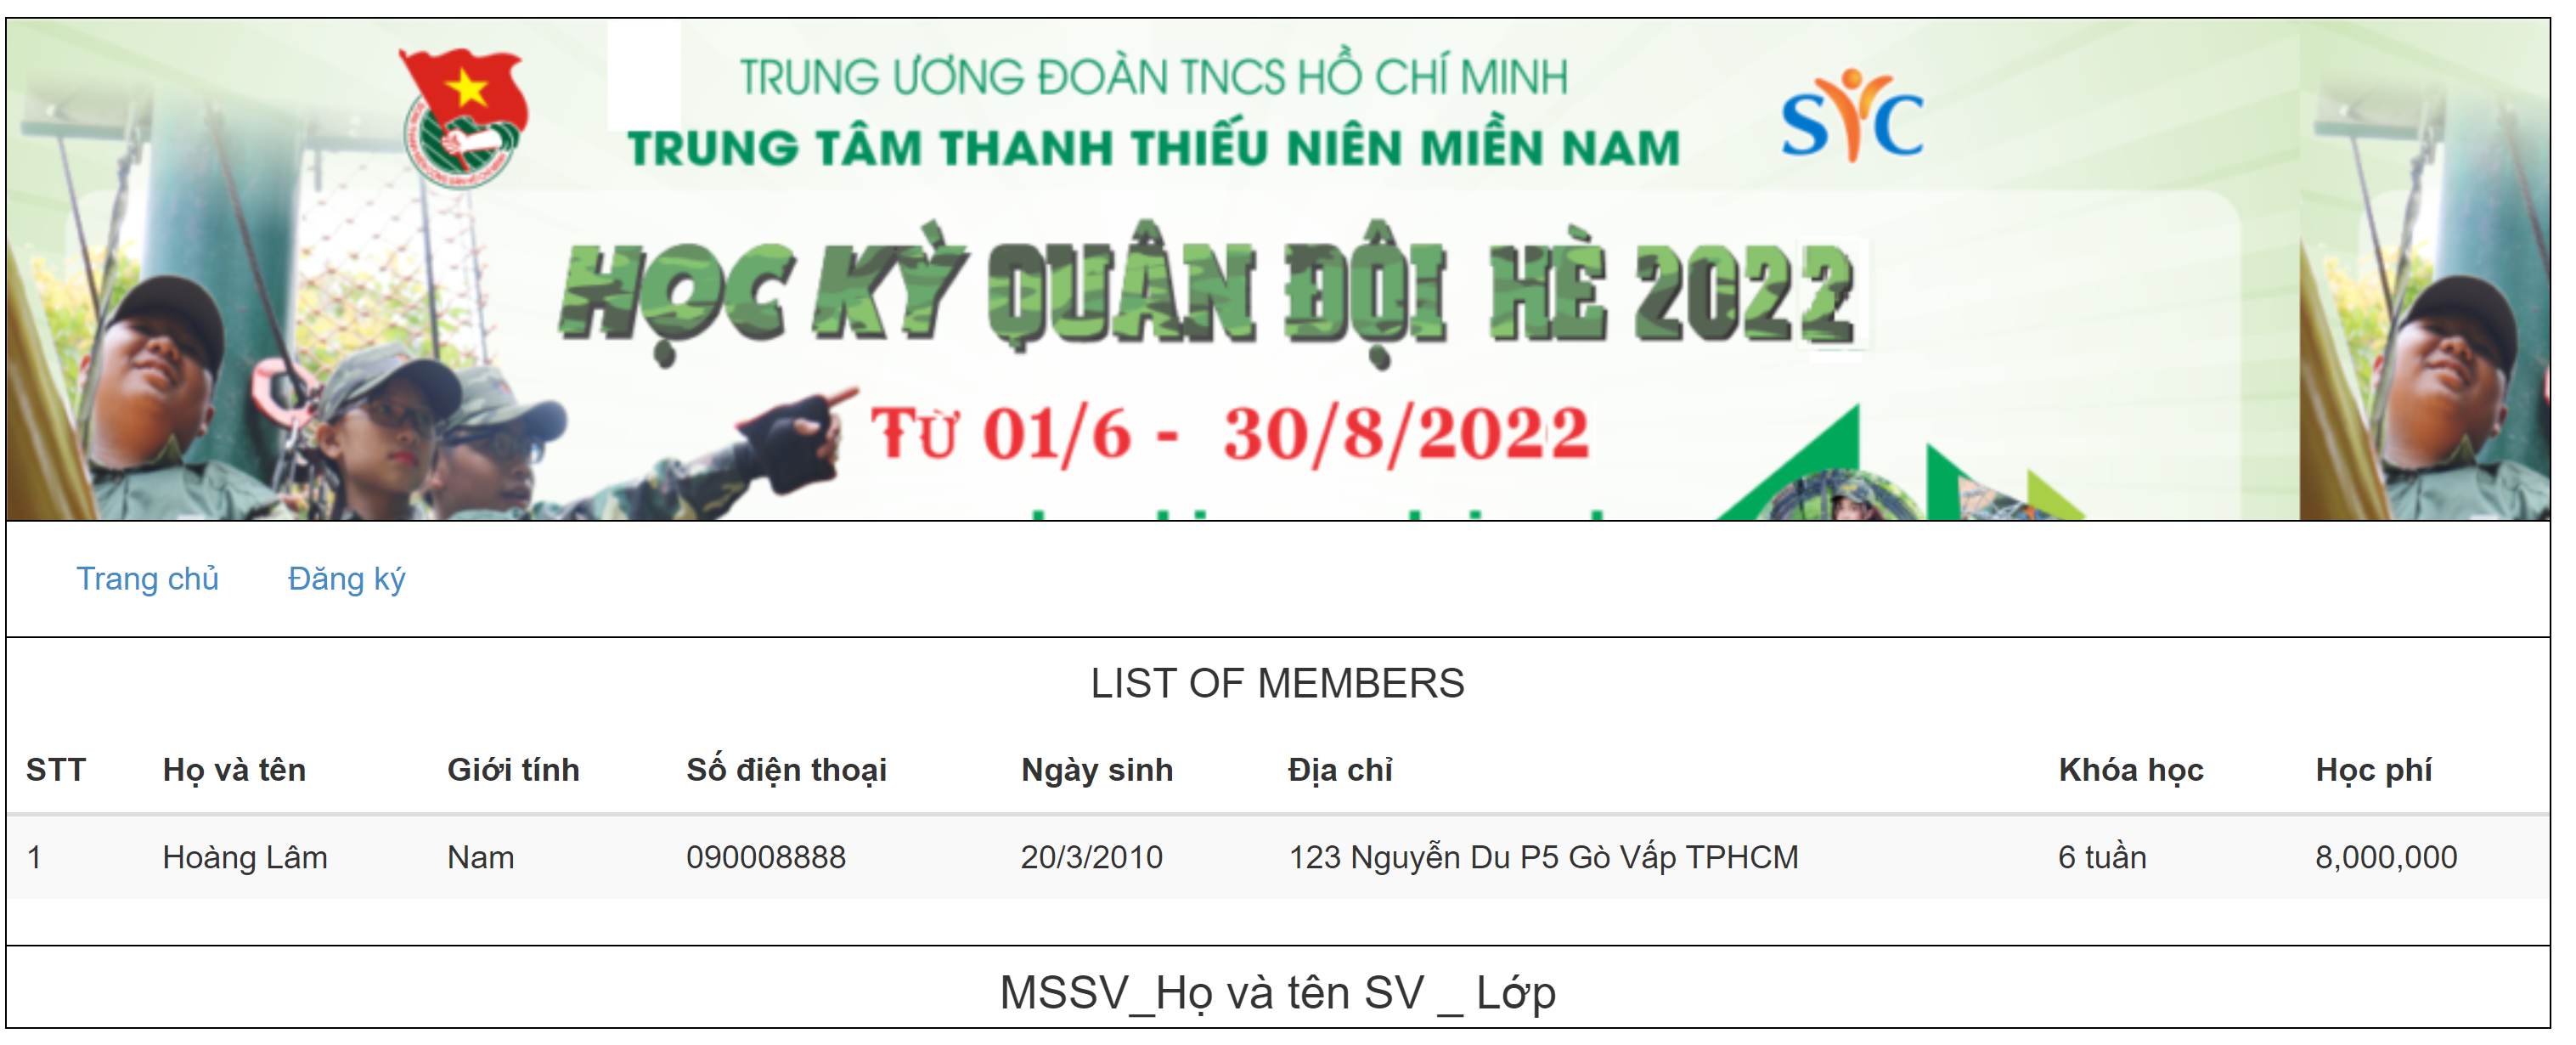 TRUNG ƯƠNG ĐOÀN TNCS HỒ CHÍ MINH
TRUNG TÂM THANH THIẾU NIÊN MIỀN NAM
SYC
HỌC KỲ QUÂN ĐỘI HÈ 2022
TỪ 01/6 - 30/8/2022
Trang chủ Đăng ký
LIST OF MEMBERS
STT Họ và tên Giới tính Số điện thoại Ngày sinh Địa chỉ Khóa học Học phí
1 Hoàng Lâm Nam 090008888 20/3/2010 123 Nguyễn Du P5 Gò Vấp TPHCM 6 tuần 8,000,000
MSSV_Họ và tên SV _ Lớp